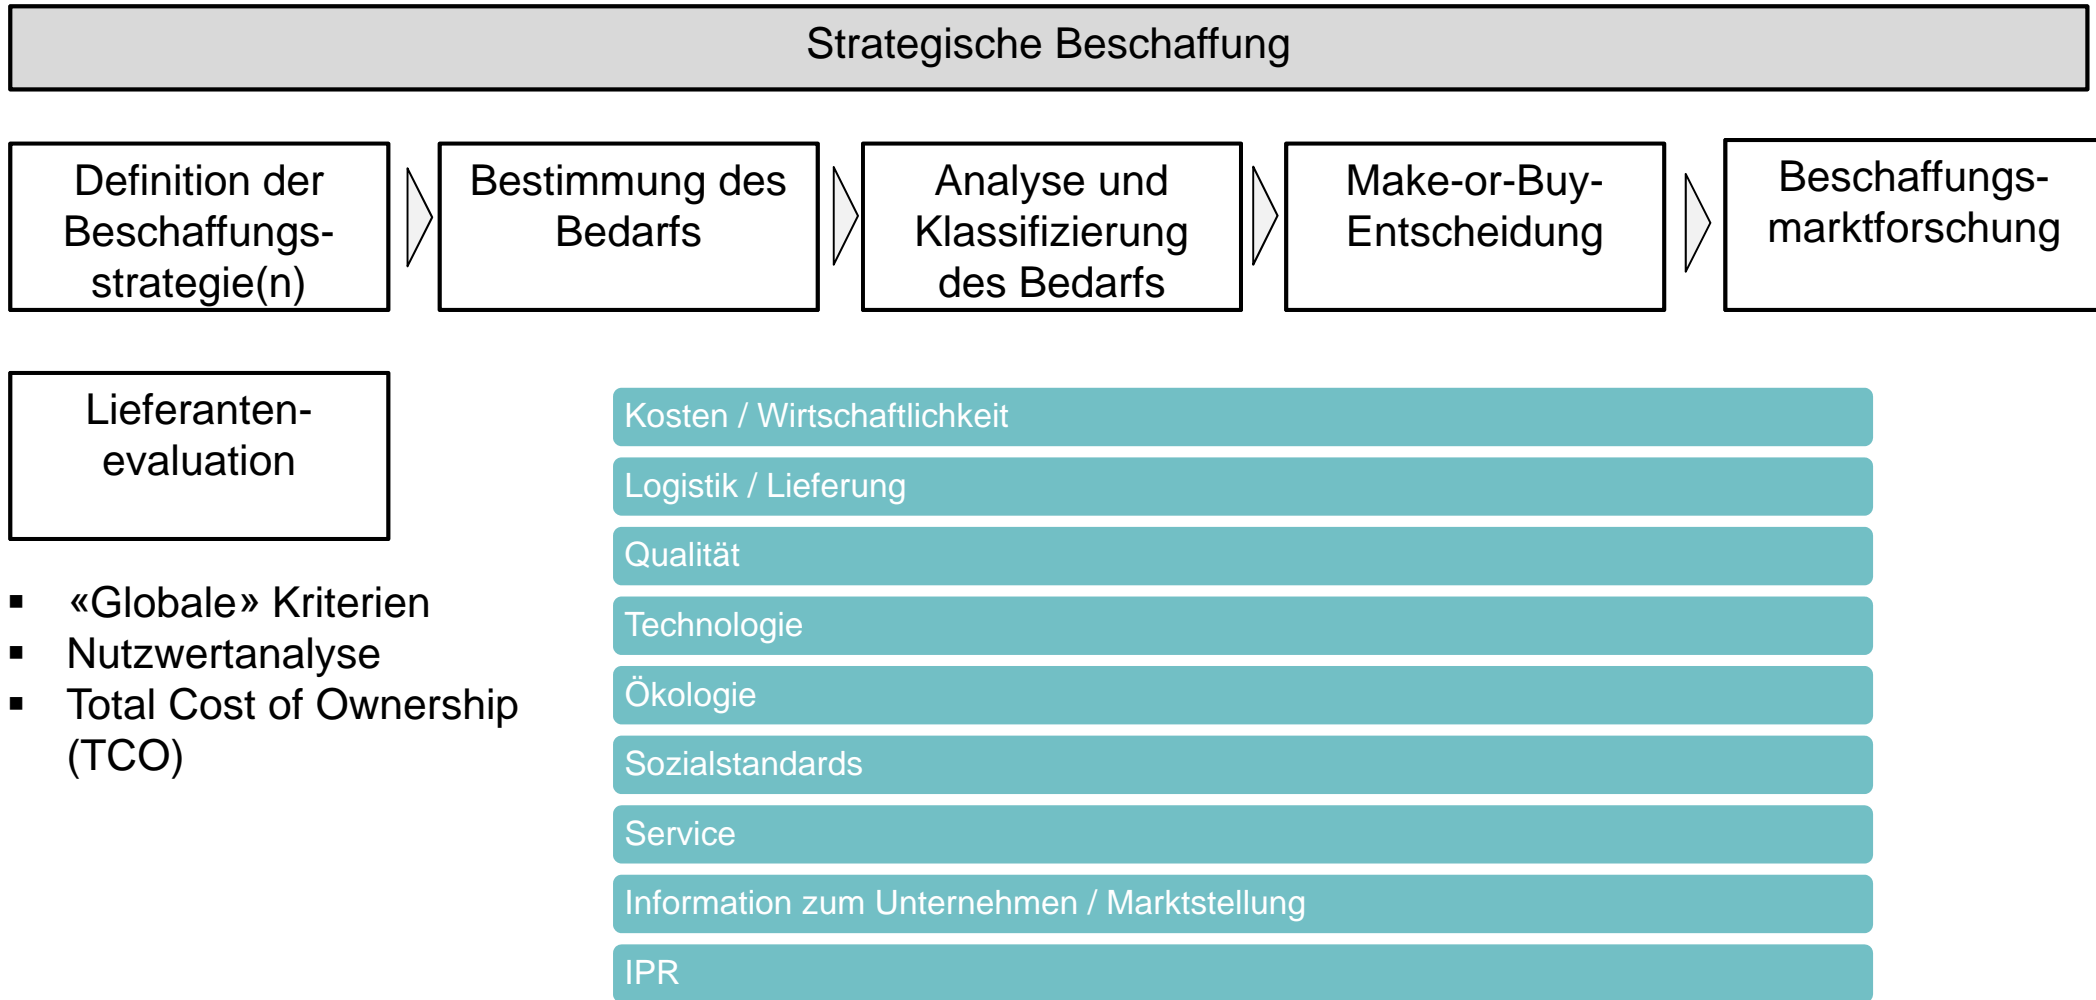 Strategische Beschaffung
Definition der
Beschaffungs-
strategie(n)
Bestimmung des
Bedarfs
Analyse und
Klassifizierung
des Bedarfs
Make-or-Buy-
Entscheidung
Beschaffungs-
marktforschung
Lieferanten-
evaluation
▪ «Globale» Kriterien
▪ Nutzwertanalyse
▪ Total Cost of Ownership
(TCO)
Kosten / Wirtschaftlichkeit
Logistik / Lieferung
Qualität
Technologie
Ökologie
Sozialstandards
Service
Information zum Unternehmen / Marktstellung
IPR